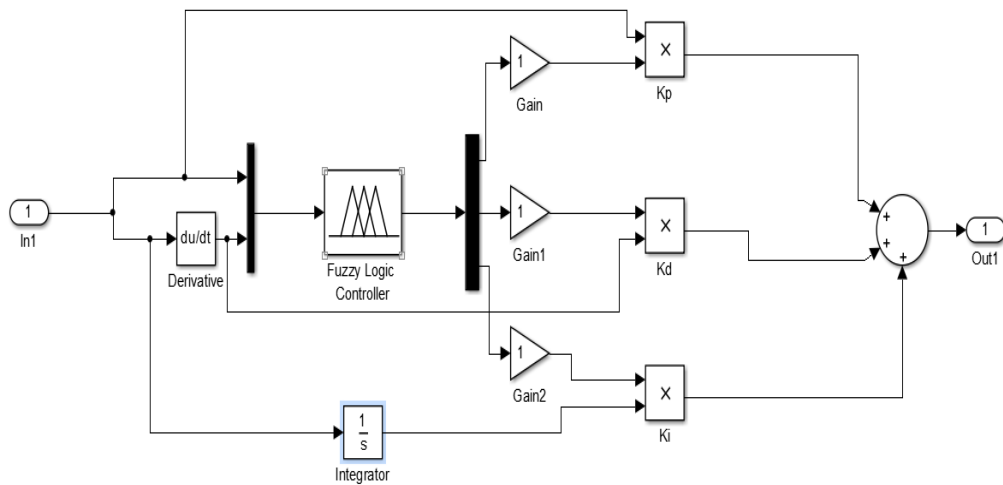 1
Gain
×
Kp
1
In1
du/dt
Derivative
Fuzzy Logic
Controller
1
Gain1
×
Kd
+
+
+
1
Out1
1
Gain2
×
Ki
1
s
Integrator